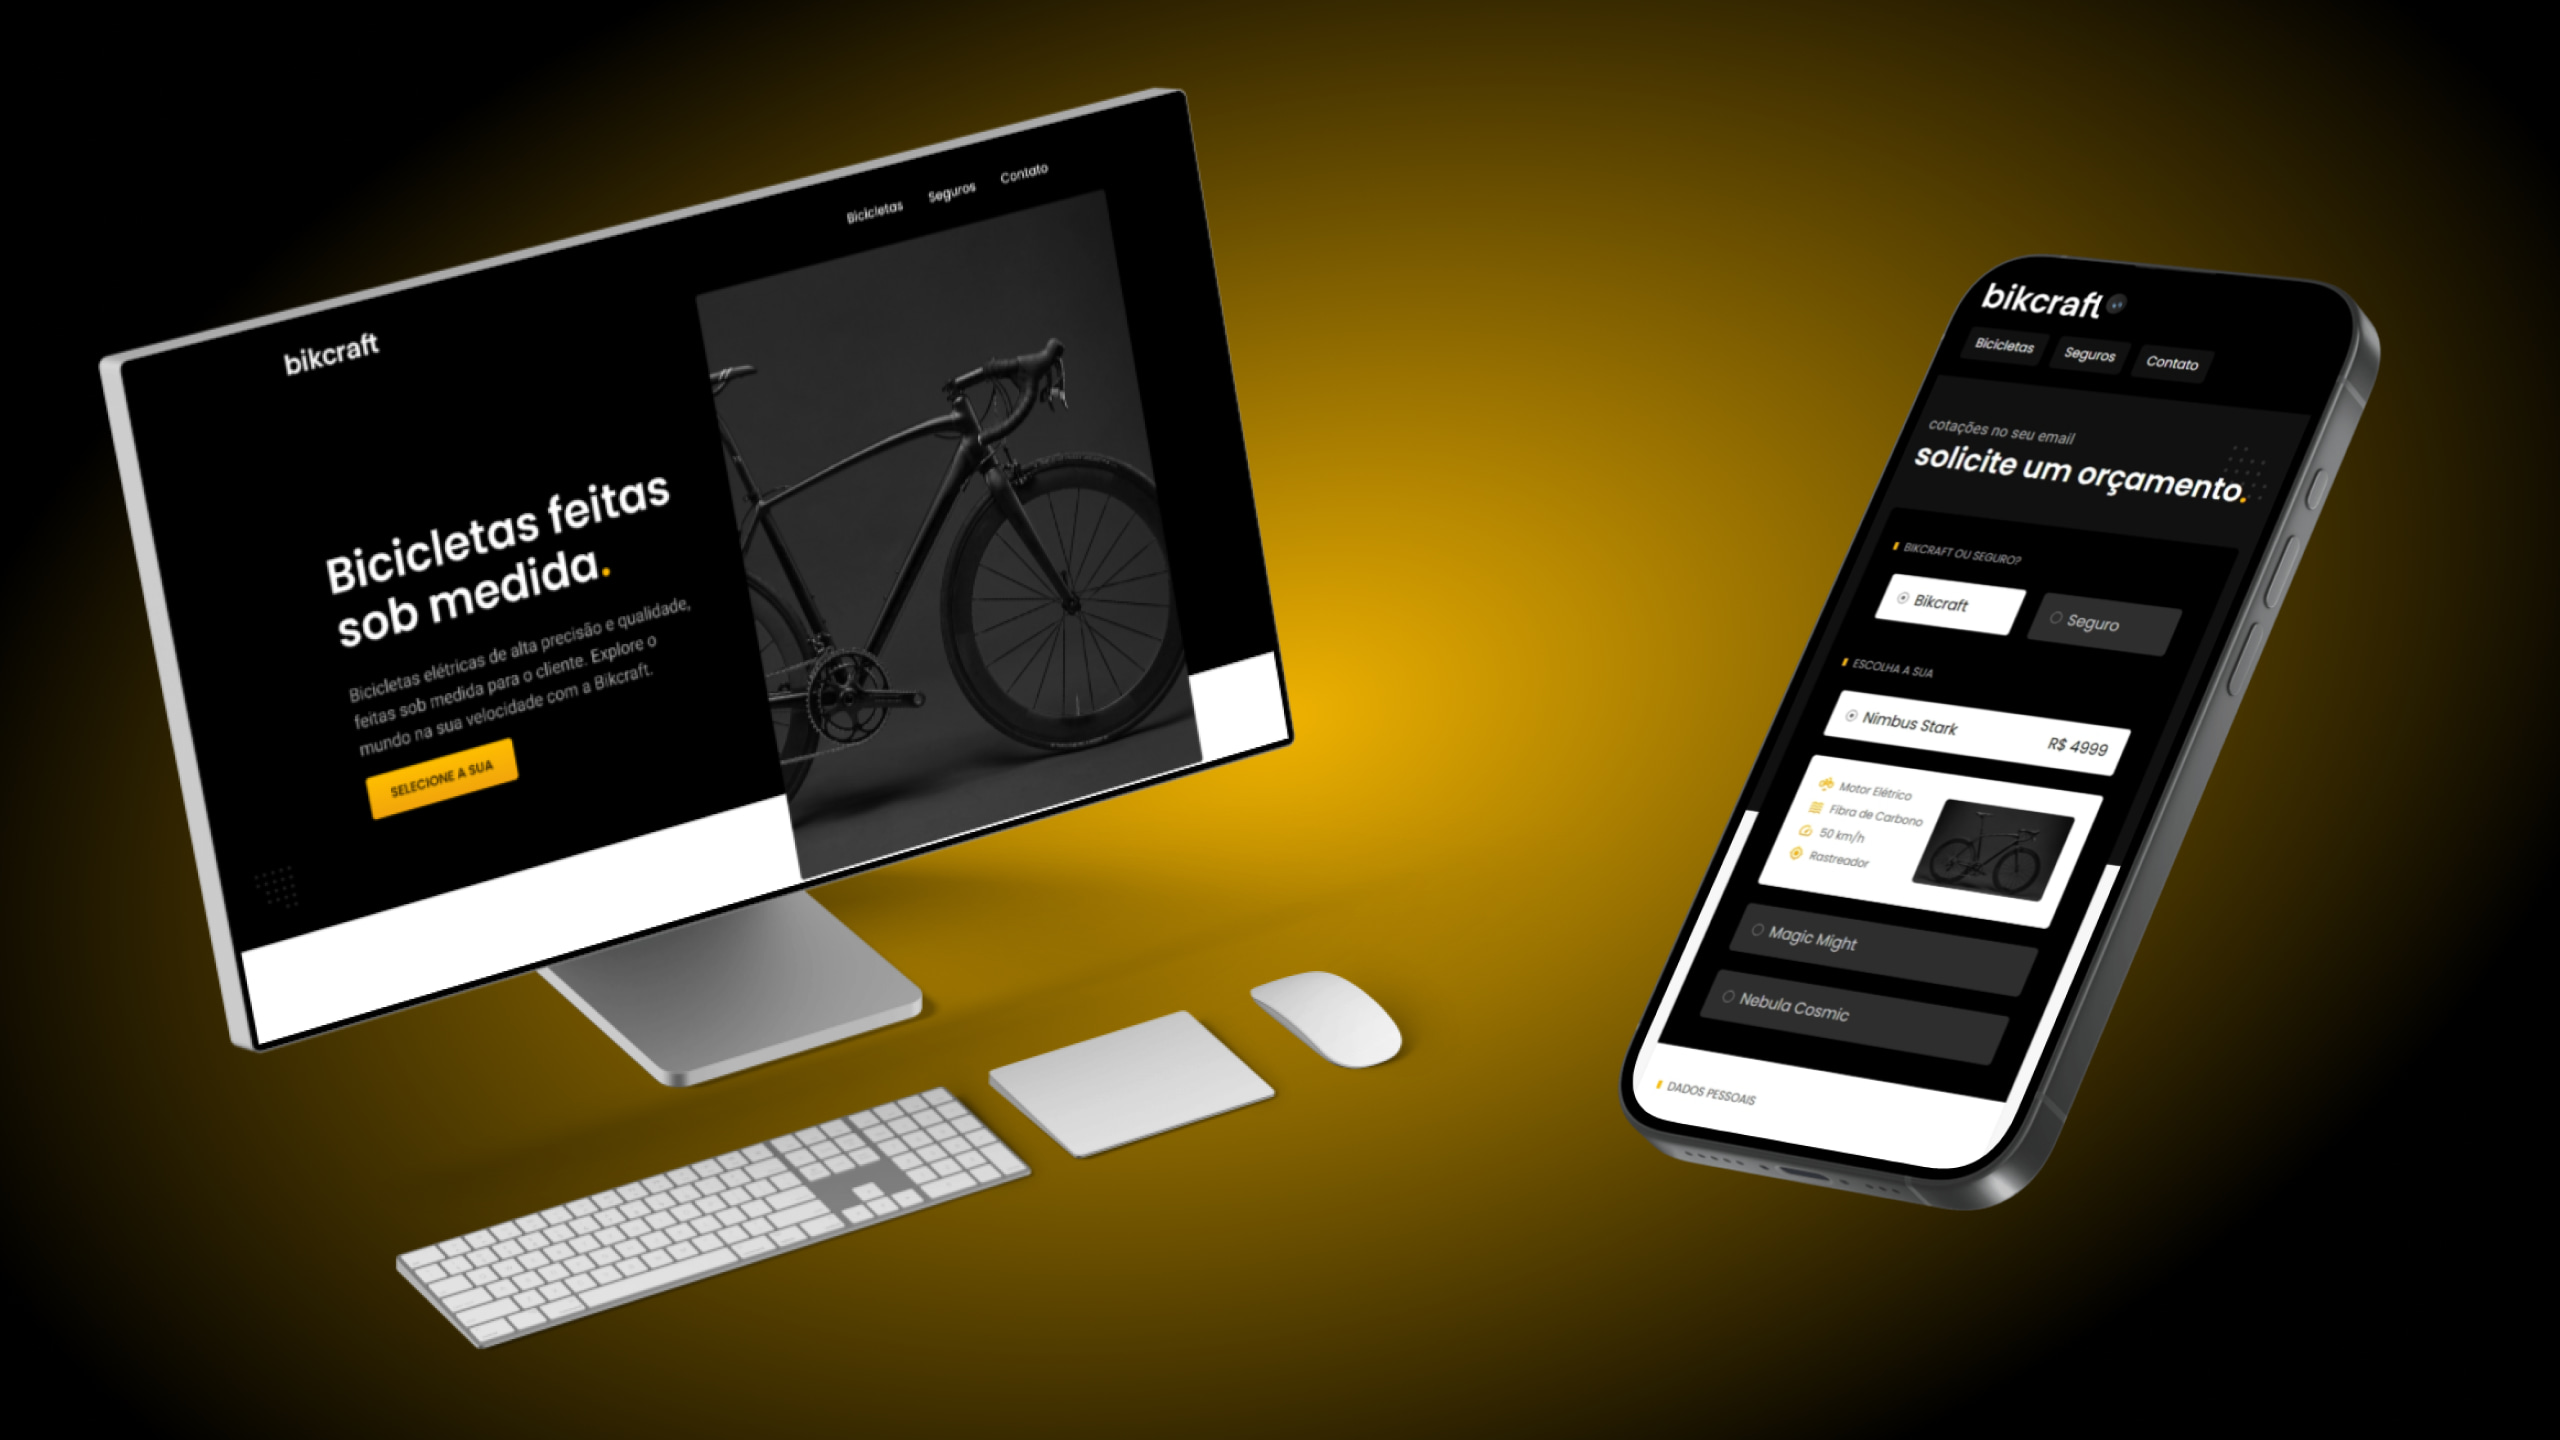 bikcraft
Bicicletas
Seguros
Contato
Bicicletas feitas
sob medida.
Bicicletas elétricas de alta precisão e qualidade,
feitas sob medida para o cliente. Explore o
mundo na sua velocidade com a Bikcraft.
SELECIONE A SUA
bikcraft
Bicicletas
Seguros
Contato
cotações no seu email
solicite um orçamento.
BIKCRAFT OU SEGURO?
Bikcraft
Seguro
ESCOLHA A SUA
Nimbus Stark
R$ 4999
Motor Elétrico
Fibra de Carbono
50 km/h
Rastreador
Magic Might
Nebula Cosmic
DADOS PESSOAIS